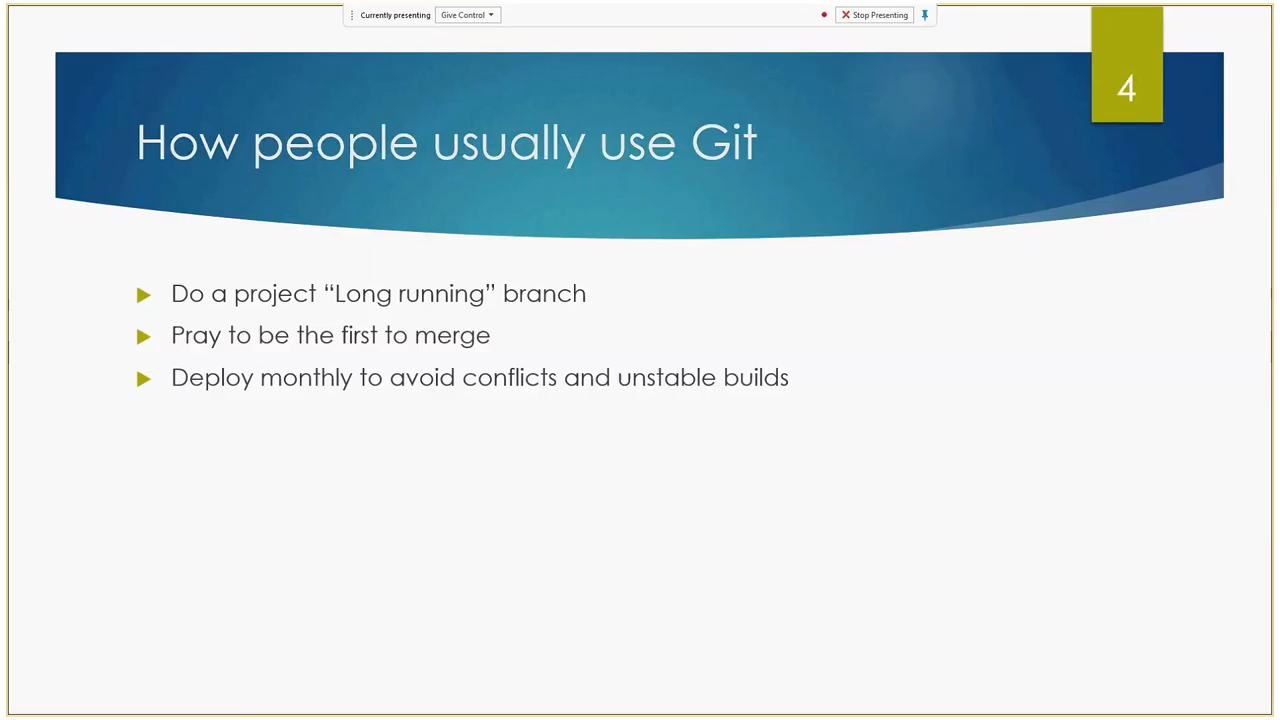 Currently presenting
Give Control
Stop Presenting
4
How people usually use Git
Do a project “Long running” branch
Pray to be the first to merge
Deploy monthly to avoid conflicts and unstable builds